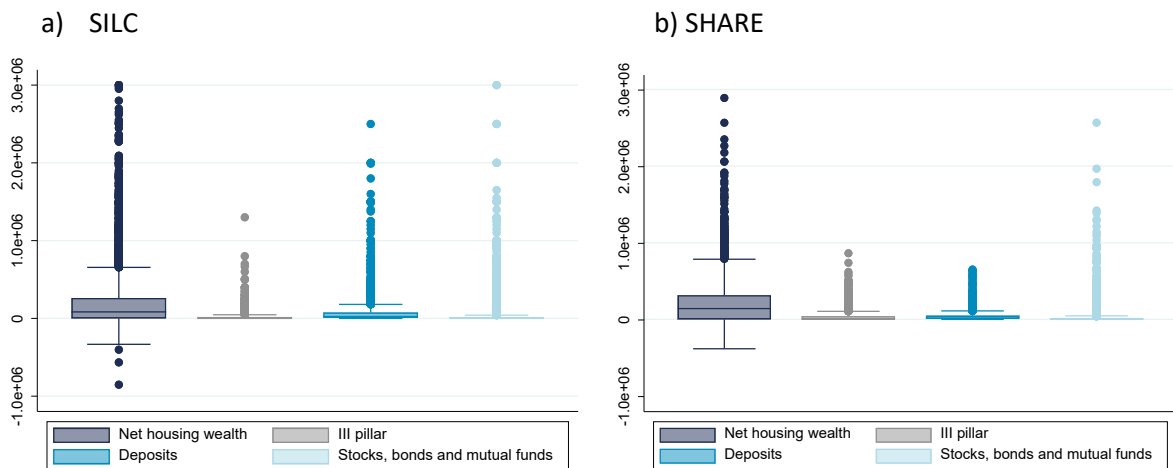 a) SILC
3.0e+06
2.0e+06
1.0e+06
0
-1.0e+06
Net housing wealth
III pillar
Deposits
Stocks, bonds and mutual funds
b) SHARE
3.0e+06
2.0e+06
1.0e+06
0
-1.0e+06
Net housing wealth
III pillar
Deposits
Stocks, bonds and mutual funds